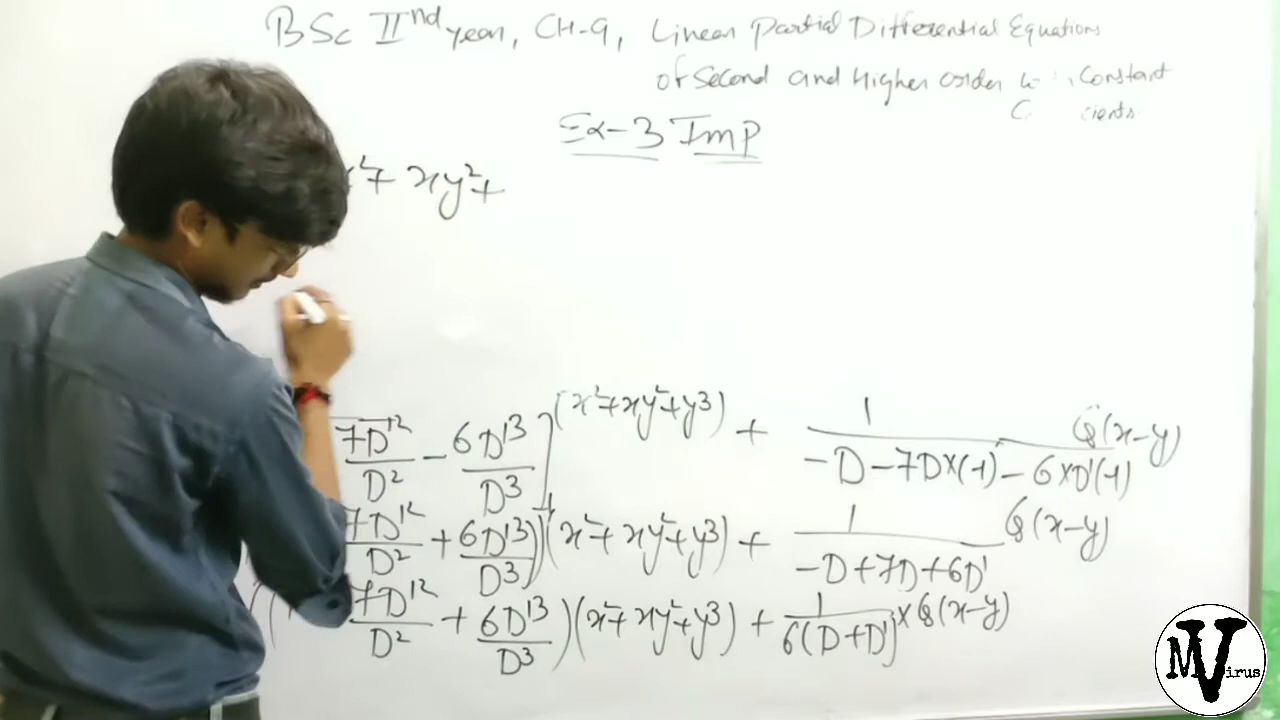 BSc IInd year, CH-9, Linear Partial Differential Equations
of Second and Higher order Constant
Ex-3 Imp
x²+ xy²+
7D'²/D² - 6D'³/D³](x²+xy²+y³) + 1/(-D-7D×(-1)-6×D'(-1)) G(x-y)
7D'²/D² + 6D'³/D³))(x²+xy²+y³) + 1/(-D+7D+6D') G(x-y)
7D'²/D² + 6D'³/D³)(x²+xy²+y³) + 1/6(D+D') × G(x-y)
MVirus